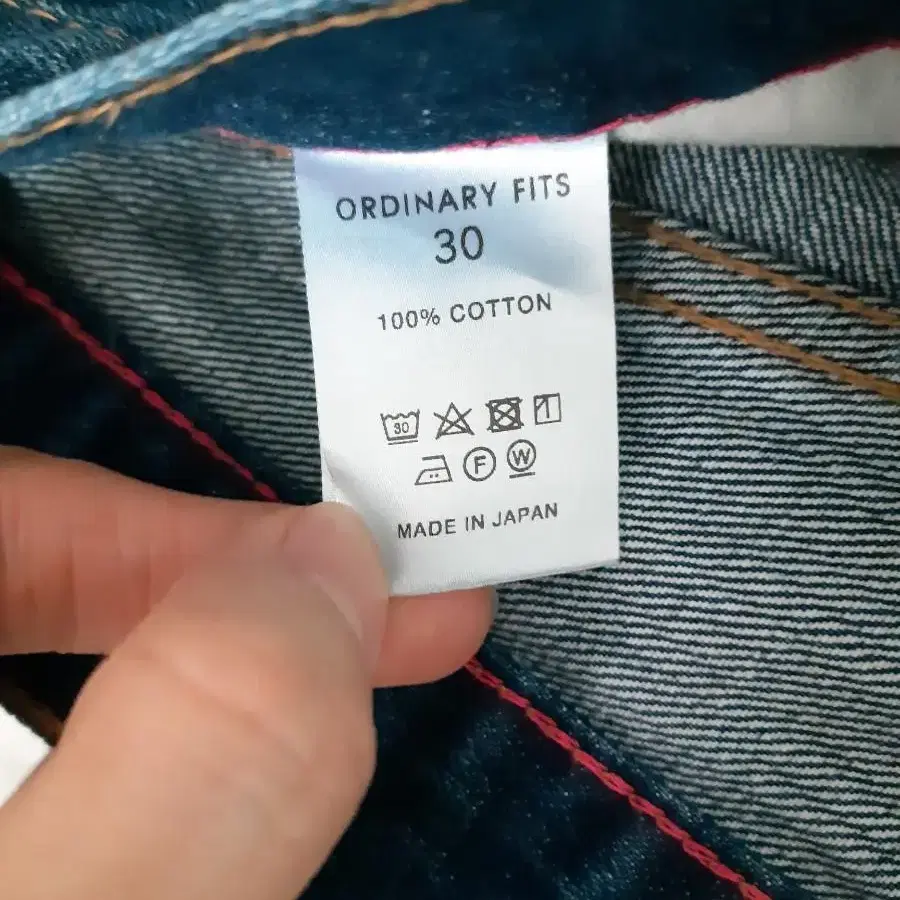 ORDINARY FITS
30
100% COTTON
30
F W
MADE IN JAPAN